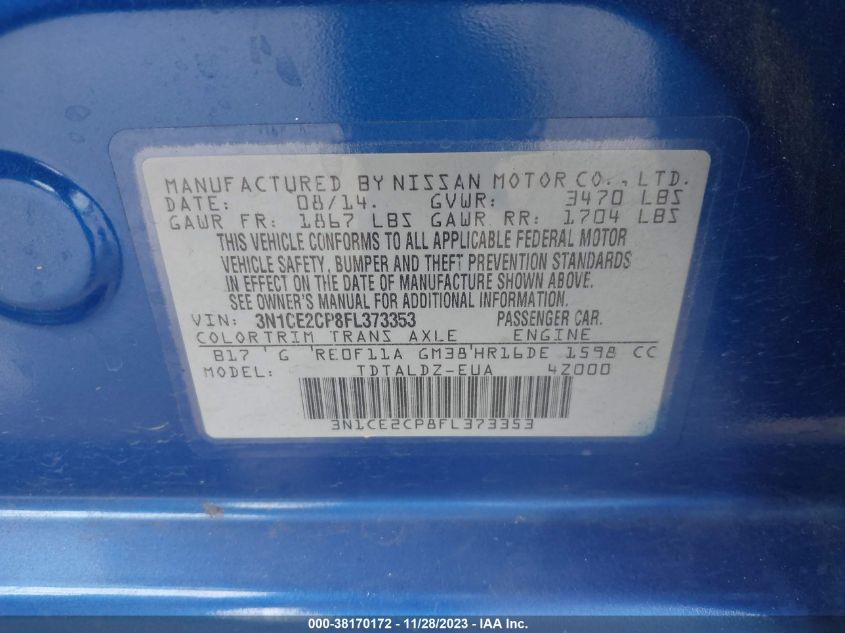 MANUFACTURED BY NISSAN MOTOR CO., LTD.
DATE: 08/14. GVWR: 3470 LBS
GAWR FR: 1867 LBS GAWR RR: 1704 LBS
THIS VEHICLE CONFORMS TO ALL APPLICABLE FEDERAL MOTOR
VEHICLE SAFETY, BUMPER AND THEFT PREVENTION STANDARDS
IN EFFECT ON THE DATE OF MANUFACTURE SHOWN ABOVE.
SEE OWNER'S MANUAL FOR ADDITIONAL INFORMATION.
VIN: 3N1CE2CP8FL373353 PASSENGER CAR.
COLOR TRIM TRANS AXLE ENGINE
B17 G RE0F11A GM38 HR16DE 1598 CC
MODEL: TDTALDZ-EUA 4Z000
3N1CE2CP8FL373353
000-38170172 - 11/28/2023 - IAA Inc.